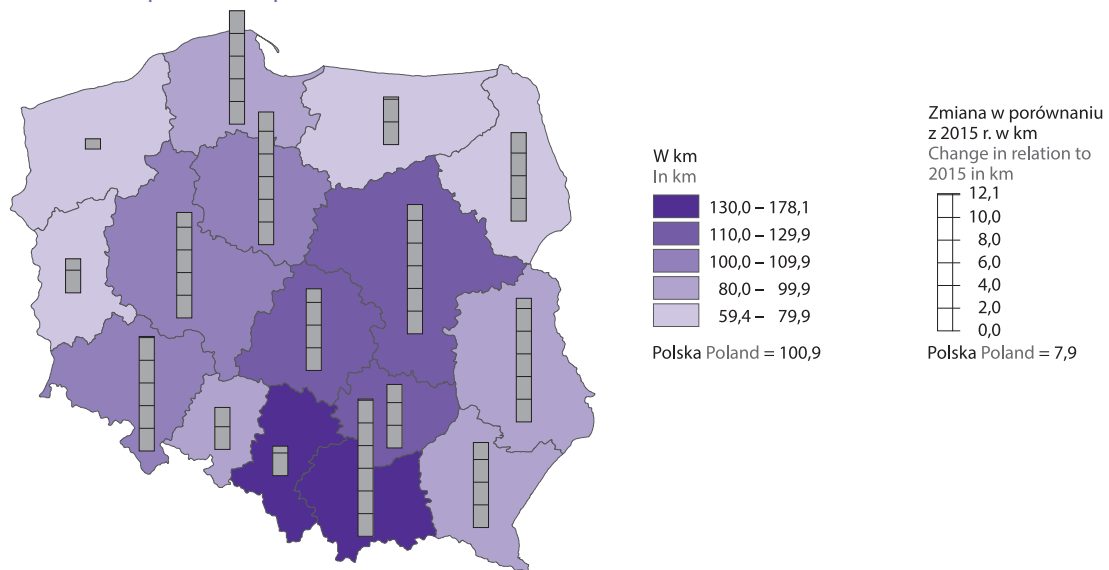 W km
In km
130,0 – 178,1
110,0 – 129,9
100,0 – 109,9
80,0 – 99,9
59,4 – 79,9
Polska Poland = 100,9
Zmiana w porównaniu
z 2015 r. w km
Change in relation to
2015 in km
12,1
10,0
8,0
6,0
4,0
2,0
0,0
Polska Poland = 7,9